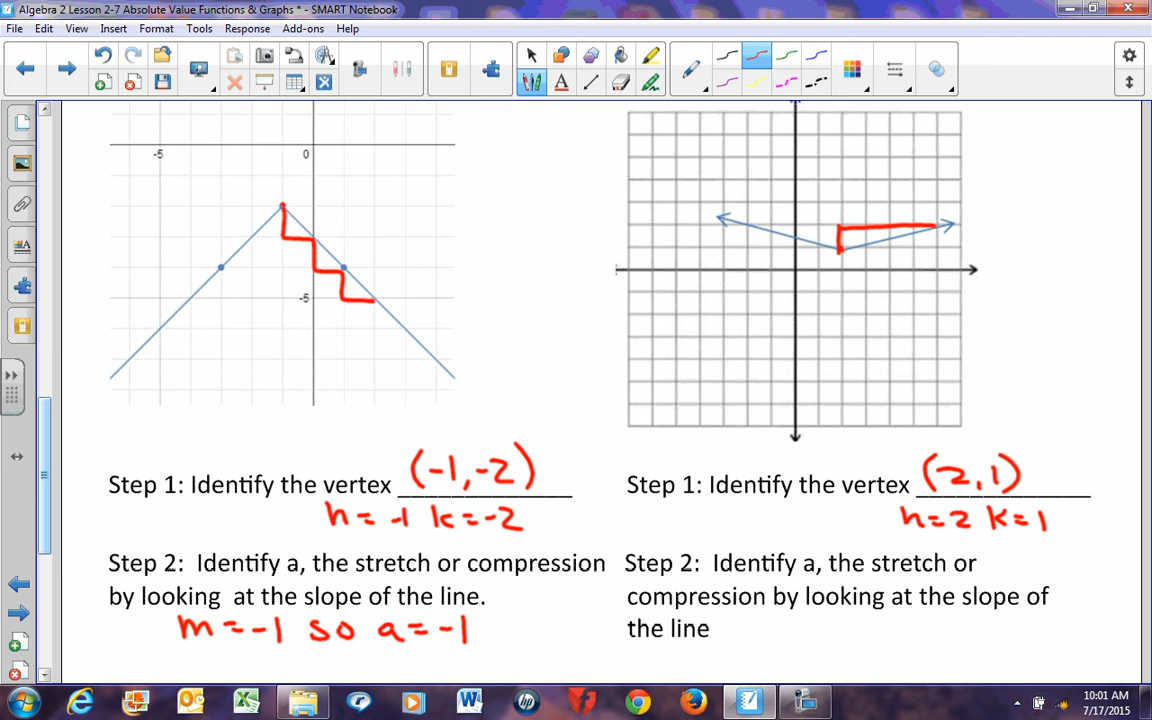 Algebra 2 Lesson 2-7 Absolute Value Functions & Graphs * - SMART Notebook
File Edit View Insert Format Tools Response Add-ons Help
-5 0
-5
Step 1: Identify the vertex (-1,-2)
h = -1 k = -2
Step 2: Identify a, the stretch or compression
by looking at the slope of the line.
m = -1 so a = -1
Step 1: Identify the vertex (2,1)
h = 2 k = 1
Step 2: Identify a, the stretch or
compression by looking at the slope of
the line
10:01 AM
7/17/2015